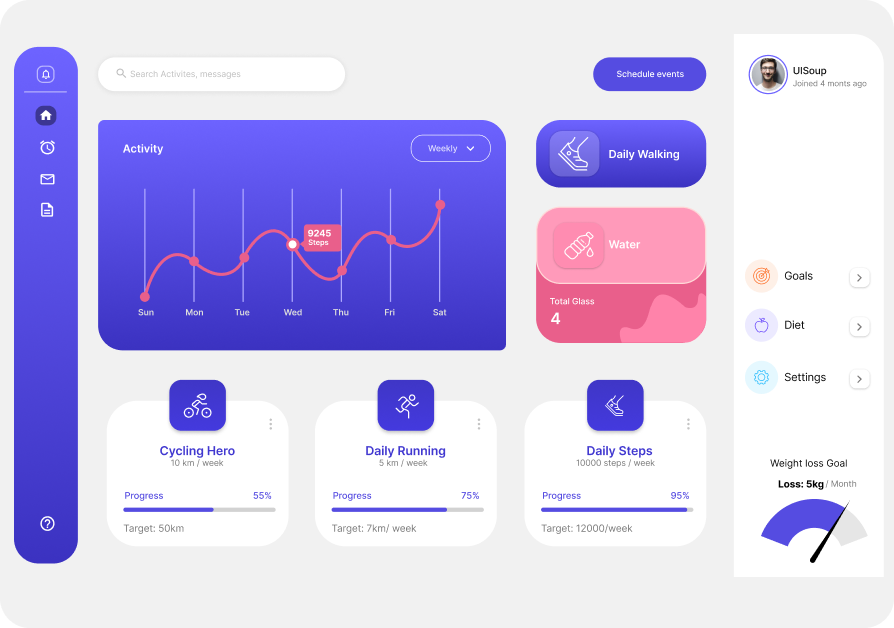 Search Activites, messages
Schedule events
UISoup
Joined 4 monts ago
Activity
Weekly
9245
Steps
Sun Mon Tue Wed Thu Fri Sat
Daily Walking
Water
Total Glass
4
Goals
Diet
Settings
Cycling Hero
10 km / week
Progress 55%
Target: 50km
Daily Running
5 km / week
Progress 75%
Target: 7km/ week
Daily Steps
10000 steps / week
Progress 95%
Target: 12000/week
Weight loss Goal
Loss: 5kg / Month